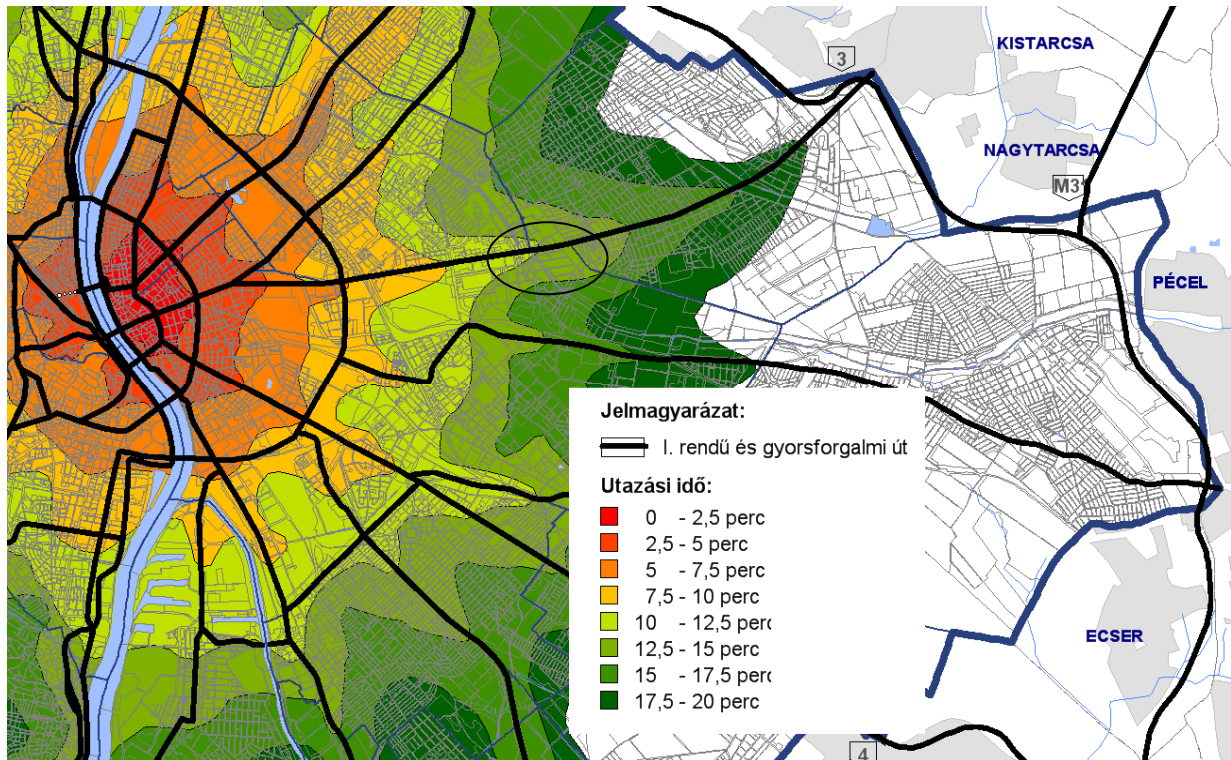 3
KISTARCSA
NAGYTARCSA
M3
PÉCEL
Jelmagyarázat:
I. rendű és gyorsforgalmi út
Utazási idő:
0 - 2,5 perc
2,5 - 5 perc
5 - 7,5 perc
7,5 - 10 perc
10 - 12,5 perc
12,5 - 15 perc
15 - 17,5 perc
17,5 - 20 perc
ECSER
4